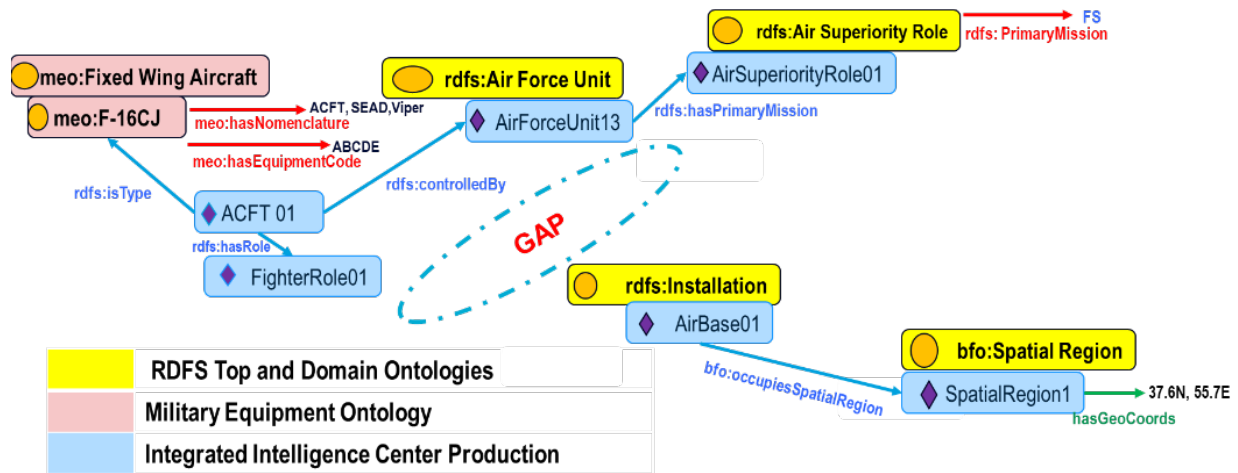 rdfs:Air Superiority Role
FS
rdfs: PrimaryMission
AirSuperiorityRole01
meo:Fixed Wing Aircraft
rdfs:Air Force Unit
meo:F-16CJ
ACFT, SEAD,Viper
meo:hasNomenclature
AirForceUnit13
rdfs:hasPrimaryMission
ABCDE
meo:hasEquipmentCode
rdfs:isType
rdfs:controlledBy
ACFT 01
rdfs:hasRole
FighterRole01
GAP
rdfs:Installation
AirBase01
bfo:Spatial Region
bfo:occupiesSpatialRegion
SpatialRegion1
37.6N, 55.7E
hasGeoCoords
RDFS Top and Domain Ontologies
Military Equipment Ontology
Integrated Intelligence Center Production